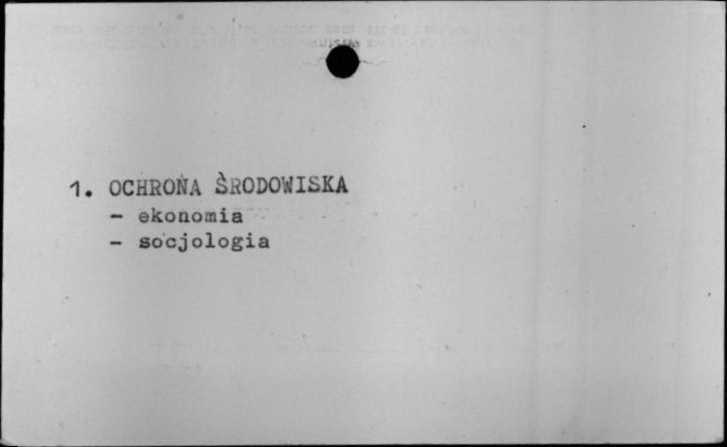 1. OCHRONA ŚRODOWISKA
- ekonomia
- socjologia